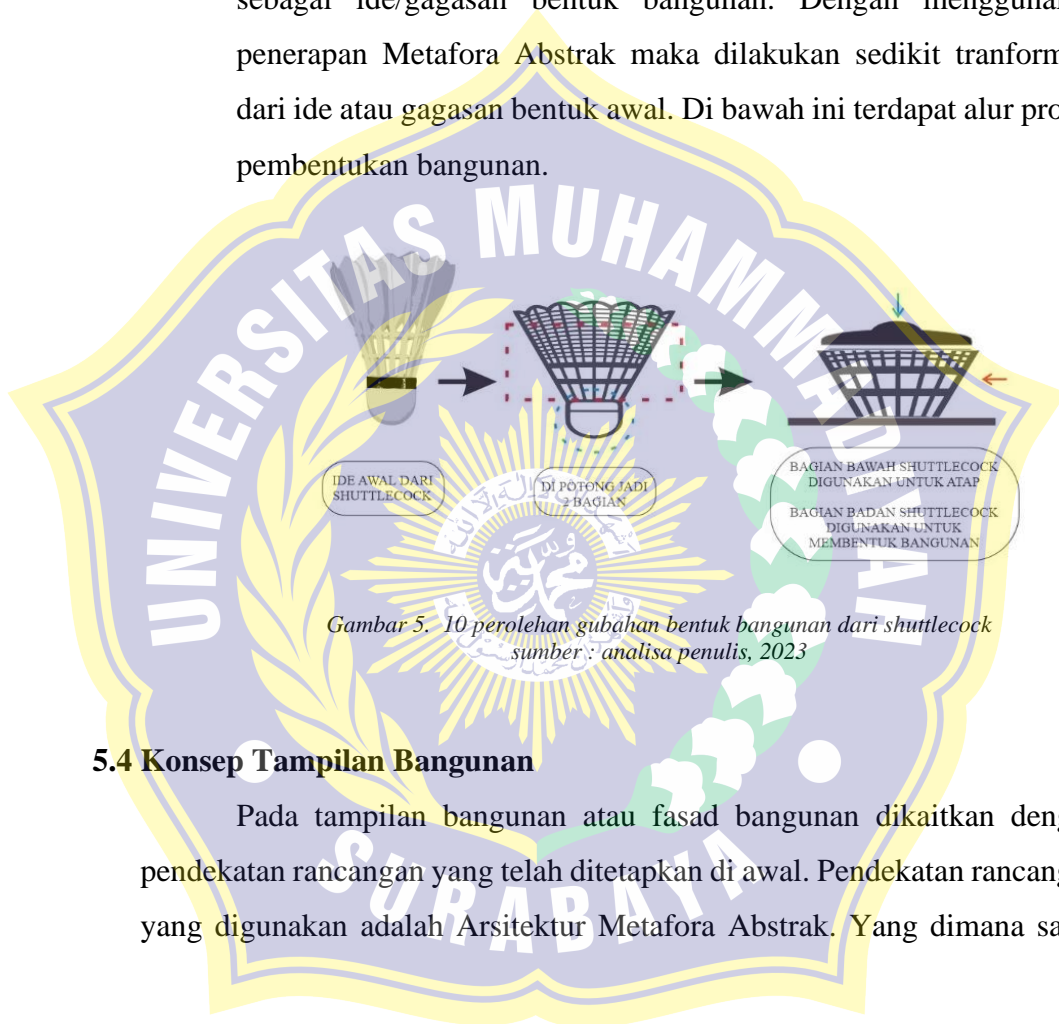 sebagai ide/gagasan bentuk bangunan. Dengan mengguna
penerapan Metafora Abstrak maka dilakukan sedikit tranform
dari ide atau gagasan bentuk awal. Di bawah ini terdapat alur pro
pembentukan bangunan.
UNIVERSITAS MUHAMMADIYAH
IDE AWAL DARI
SHUTTLECOCK
DI POTONG JADI
2 BAGIAN
BAGIAN BAWAH SHUTTLECOCK
DIGUNAKAN UNTUK ATAP
BAGIAN BADAN SHUTTLECOCK
DIGUNAKAN UNTUK
MEMBENTUK BANGUNAN
Gambar 5. 10 perolehan gubahan bentuk bangunan dari shuttlecock
sumber : analisa penulis, 2023
5.4 Konsep Tampilan Bangunan
Pada tampilan bangunan atau fasad bangunan dikaitkan deng
pendekatan rancangan yang telah ditetapkan di awal. Pendekatan rancang
yang digunakan adalah Arsitektur Metafora Abstrak. Yang dimana sa
SURABAYA